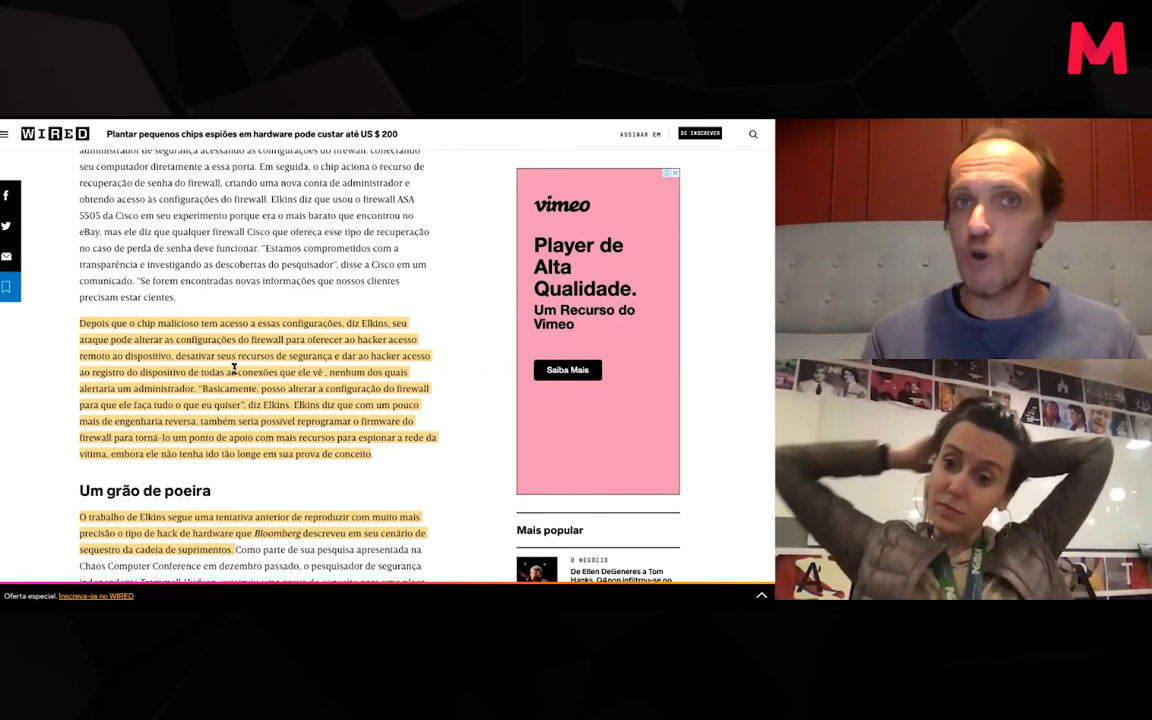 M
WIRED
Plantar pequenos chips espiões em hardware pode custar até US $ 200
ASSINAR EM
SE INSCREVER
administrador de segurança acessando as configurações do firewall, conectando
seu computador diretamente a essa porta. Em seguida, o chip aciona o recurso de
recuperação de senha do firewall, criando uma nova conta de administrador e
obtendo acesso às configurações do firewall. Elkins diz que usou o firewall ASA
5505 da Cisco em seu experimento porque era o mais barato que encontrou no
eBay, mas ele diz que qualquer firewall Cisco que ofereça esse tipo de recuperação
no caso de perda de senha deve funcionar. "Estamos comprometidos com a
transparência e investigando as descobertas do pesquisador", disse a Cisco em um
comunicado. "Se forem encontradas novas informações que nossos clientes
precisam estar cientes,
Depois que o chip malicioso tem acesso a essas configurações, diz Elkins, seu
ataque pode alterar as configurações do firewall para oferecer ao hacker acesso
remoto ao dispositivo, desativar seus recursos de segurança e dar ao hacker acesso
ao registro do dispositivo de todas as conexões que ele vê , nenhum dos quais
alertaria um administrador. "Basicamente, posso alterar a configuração do firewall
para que ele faça tudo o que eu quiser", diz Elkins. Elkins diz que com um pouco
mais de engenharia reversa, também seria possível reprogramar o firmware do
firewall para torná-lo um ponto de apoio com mais recursos para espionar a rede da
vítima, embora ele não tenha ido tão longe em sua prova de conceito.
Um grão de poeira
O trabalho de Elkins segue uma tentativa anterior de reproduzir com muito mais
precisão o tipo de hack de hardware que Bloomberg descreveu em seu cenário de
sequestro da cadeia de suprimentos. Como parte de sua pesquisa apresentada na
Chaos Computer Conference em dezembro passado, o pesquisador de segurança
vimeo
Player de
Alta
Qualidade.
Um Recurso do
Vimeo
Saiba Mais
Mais popular
O NEGÓCIO
De Ellen DeGeneres a Tom
Hanks, QAnon infiltrou-se no
Oferta especial. Inscreva-se no WIRED